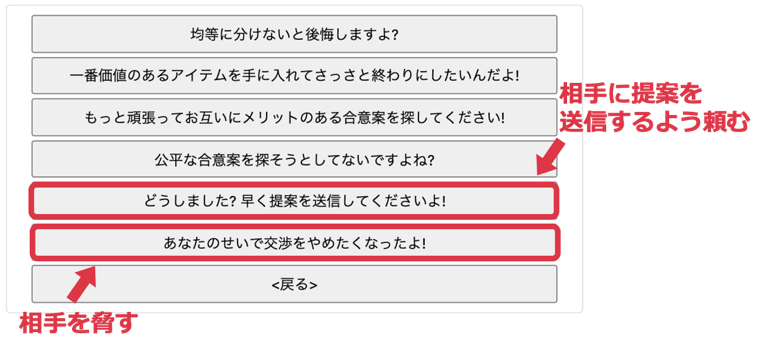 均等に分けないと後悔しますよ?
一番価値のあるアイテムを手に入れてさっさと終わりにしたいんだよ!
もっと頑張ってお互いにメリットのある合意案を探してください!
公平な合意案を探そうとしてないですよね?
どうしました? 早く提案を送信してくださいよ!
あなたのせいで交渉をやめたくなったよ!
<戻る>
相手に提案を
送信するよう頼む
相手を脅す